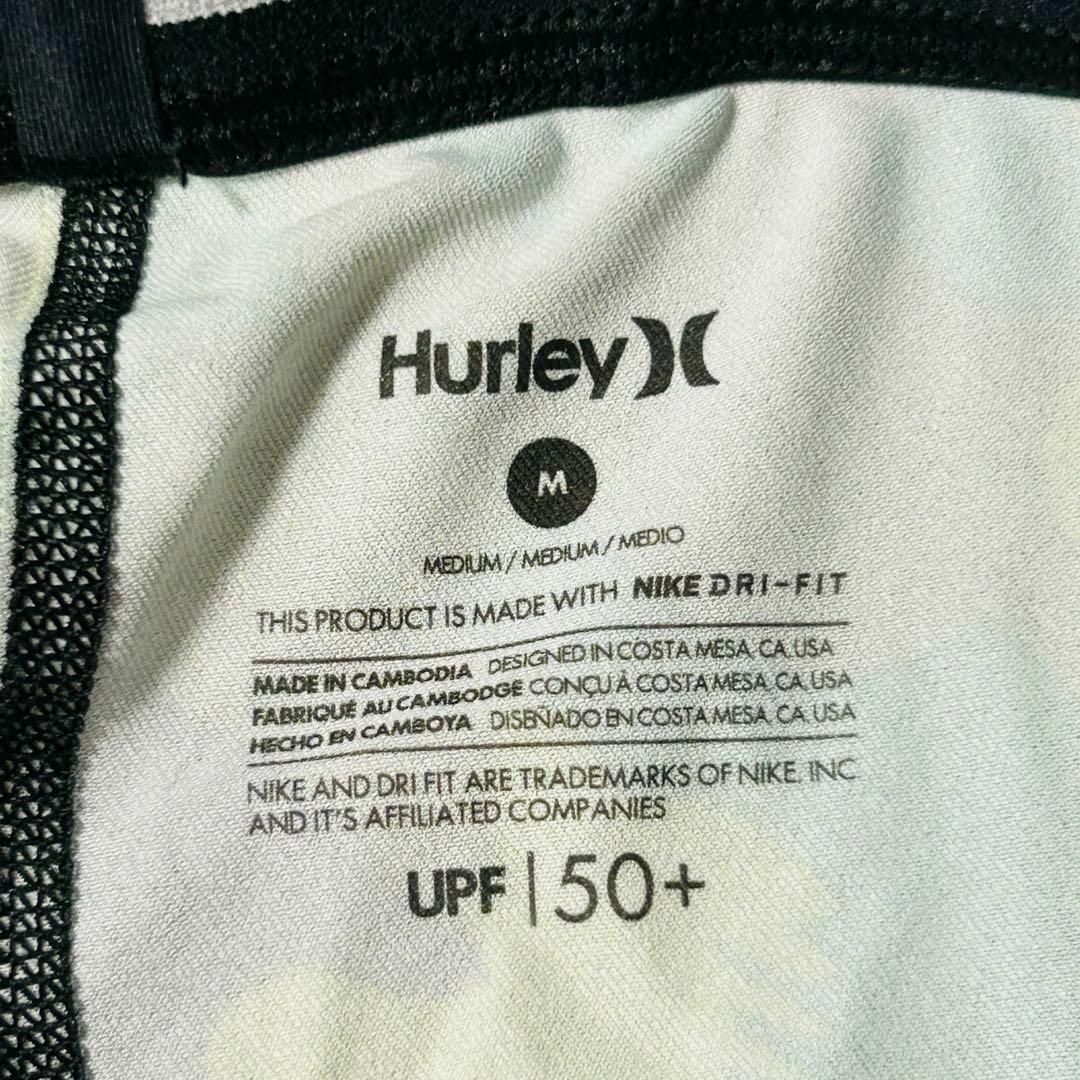 Hurley
M
MEDIUM / MEDIUM / MEDIO
THIS PRODUCT IS MADE WITH NIKE DRI-FIT
MADE IN CAMBODIA DESIGNED IN COSTA MESA, CA, USA
FABRIQUÉ AU CAMBODGE CONÇU À COSTA MESA, CA, USA
HECHO EN CAMBOYA DISEÑADO EN COSTA MESA, CA, USA
NIKE AND DRI FIT ARE TRADEMARKS OF NIKE, INC
AND IT'S AFFILIATED COMPANIES
UPF | 50+